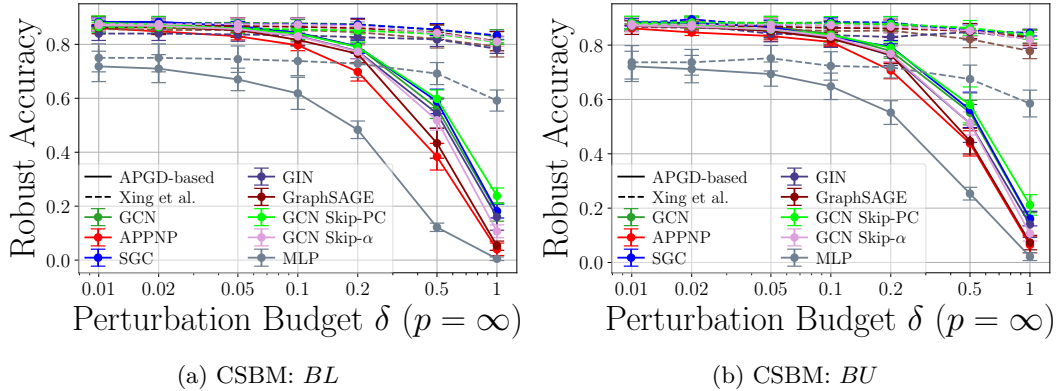 Robust Accuracy
0.8
0.6
0.4
0.2
0.0
APGD-based
Xing et al.
GCN
APPNP
SGC
GIN
GraphSAGE
GCN Skip-PC
GCN Skip-α
MLP
0.01 0.02 0.05 0.1 0.2 0.5 1
Perturbation Budget δ (p = ∞)
(a) CSBM: BL
Robust Accuracy
0.8
0.6
0.4
0.2
0.0
APGD-based
Xing et al.
GCN
APPNP
SGC
GIN
GraphSAGE
GCN Skip-PC
GCN Skip-α
MLP
0.01 0.02 0.05 0.1 0.2 0.5 1
Perturbation Budget δ (p = ∞)
(b) CSBM: BU